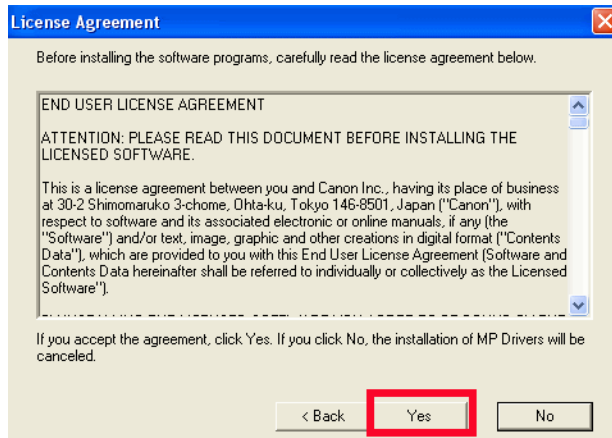 License Agreement
Before installing the software programs, carefully read the license agreement below.
END USER LICENSE AGREEMENT
ATTENTION: PLEASE READ THIS DOCUMENT BEFORE INSTALLING THE
LICENSED SOFTWARE.
This is a license agreement between you and Canon Inc., having its place of business
at 30-2 Shimomaruko 3-chome, Ohta-ku, Tokyo 146-8501, Japan ("Canon"), with
respect to software and its associated electronic or online manuals, if any (the
"Software") and/or text, image, graphic and other creations in digital format ("Contents
Data"), which are provided to you with this End User License Agreement (Software and
Contents Data hereinafter shall be referred to individually or collectively as the Licensed
Software").
If you accept the agreement, click Yes. If you click No, the installation of MP Drivers will be
canceled.
< Back Yes No